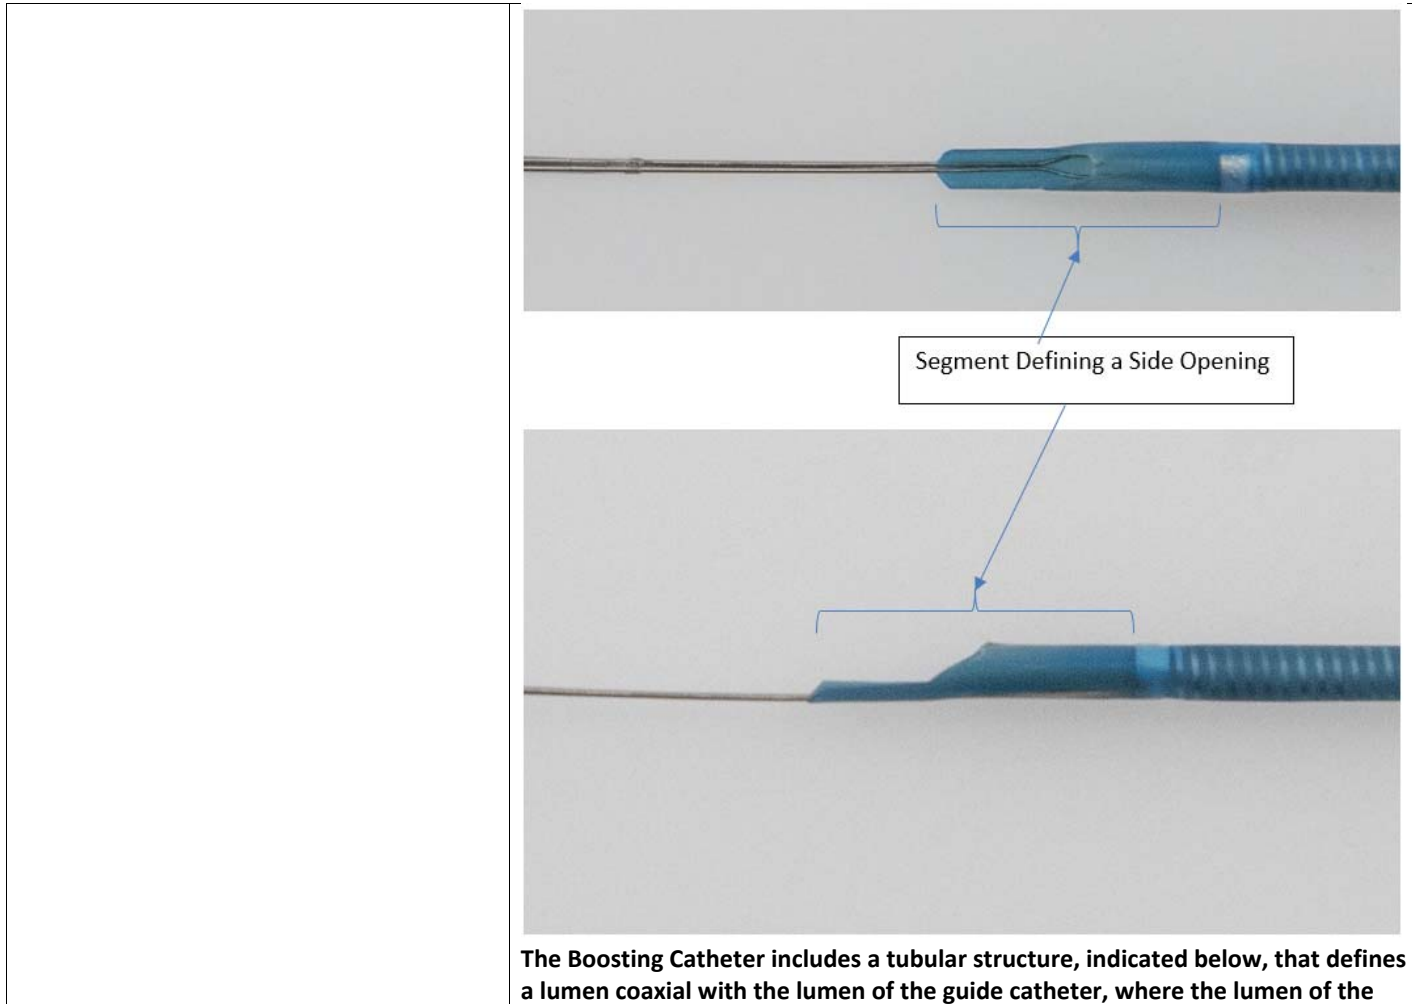 Segment Defining a Side Opening
The Boosting Catheter includes a tubular structure, indicated below, that defines
a lumen coaxial with the lumen of the guide catheter, where the lumen of the